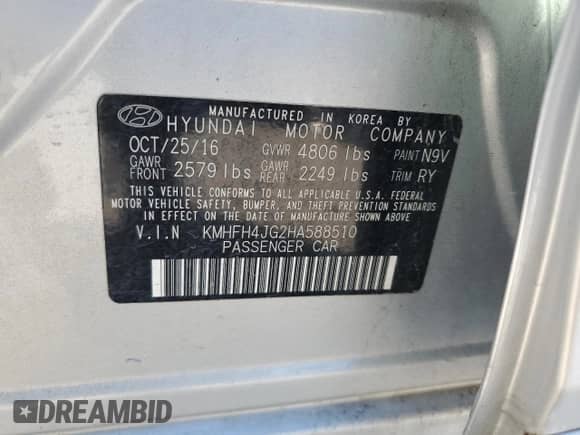 MANUFACTURED IN KOREA BY
HYUNDAI MOTOR COMPANY
OCT/25/16 GVWR 4806 lbs PAINT N9V
GAWR FRONT 2579 lbs GAWR REAR 2249 lbs TRIM RY
THIS VEHICLE CONFORMS TO ALL APPLICABLE U.S.A. FEDERAL
MOTOR VEHICLE SAFETY, BUMPER, AND THEFT PREVENTION STANDARDS
IN EFFECT ON THE DATE OF MANUFACTURE SHOWN ABOVE
V.I.N KMHFH4JG2HA588510
PASSENGER CAR
DREAMBID